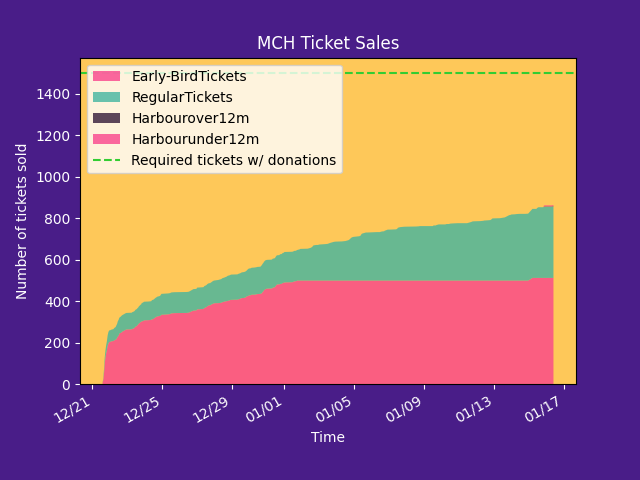 MCH Ticket Sales
Number of tickets sold
1400
1200
1000
800
600
400
200
0
Early-BirdTickets
RegularTickets
Harbourover12m
Harbourunder12m
Required tickets w/ donations
12/21
12/25
12/29
01/01
01/05
01/09
01/13
01/17
Time